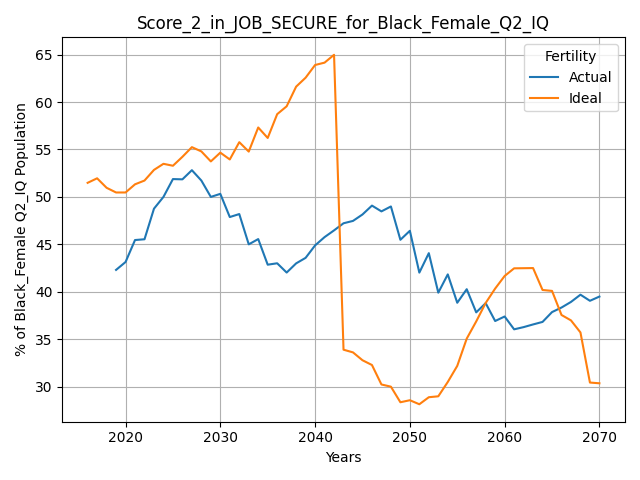 Score_2_in_JOB_SECURE_for_Black_Female_Q2_IQ
% of Black_Female Q2_IQ Population
65
60
55
50
45
40
35
30
Fertility
Actual
Ideal
2020 2030 2040 2050 2060 2070
Years